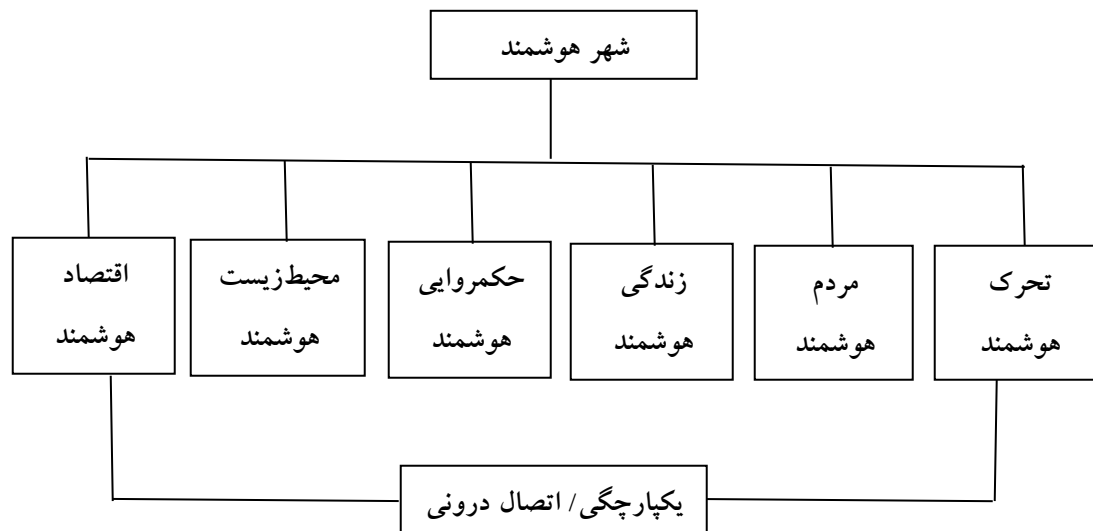 شهر هوشمند
تحرک
هوشمند
مردم
هوشمند
زندگی
هوشمند
حکمروایی
هوشمند
محیط‌زیست
هوشمند
اقتصاد
هوشمند
یکپارچگی/ اتصال درونی